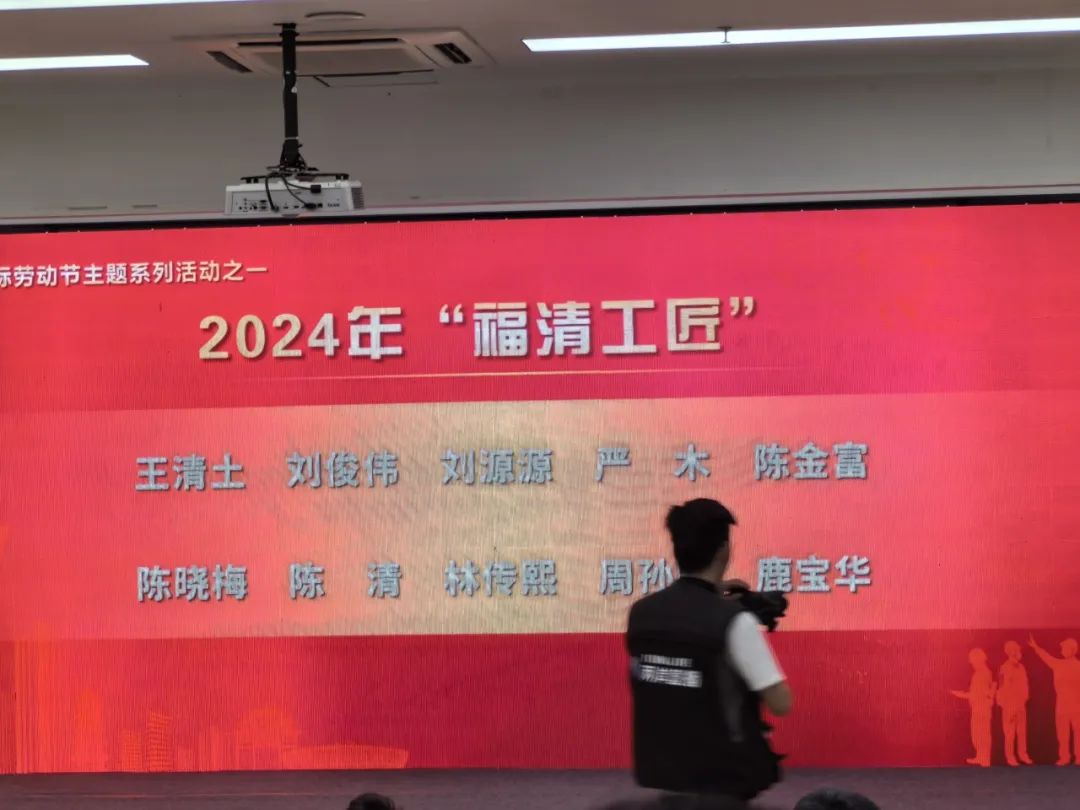 际劳动节主题系列活动之一
2024年“福清工匠”
王清土 刘俊伟 刘源源 严 木 陈金富
陈晓梅 陈 清 林传熙 周孙 鹿宝华